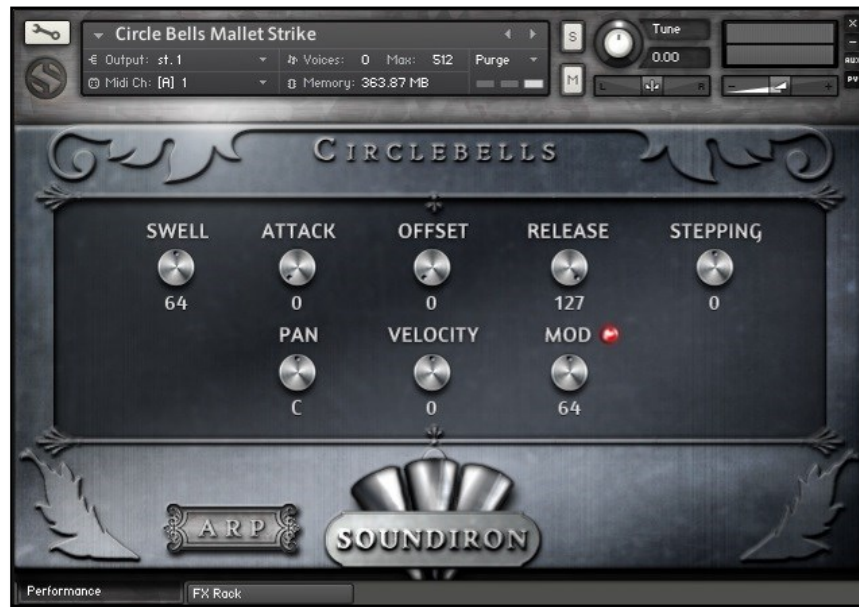 Circle Bells Mallet Strike
Output: st.1 Voices: 0 Max: 512 Purge
Midi Ch: [A] 1 Memory: 363.87 MB
S
M
Tune
0.00
L R
- +
×
-
AUX
PV
CIRCLEBELLS
SWELL ATTACK OFFSET RELEASE STEPPING
64 0 0 127 0
PAN VELOCITY MOD
C 0 64
ARP
SOUNDIRON
Performance FX Rack